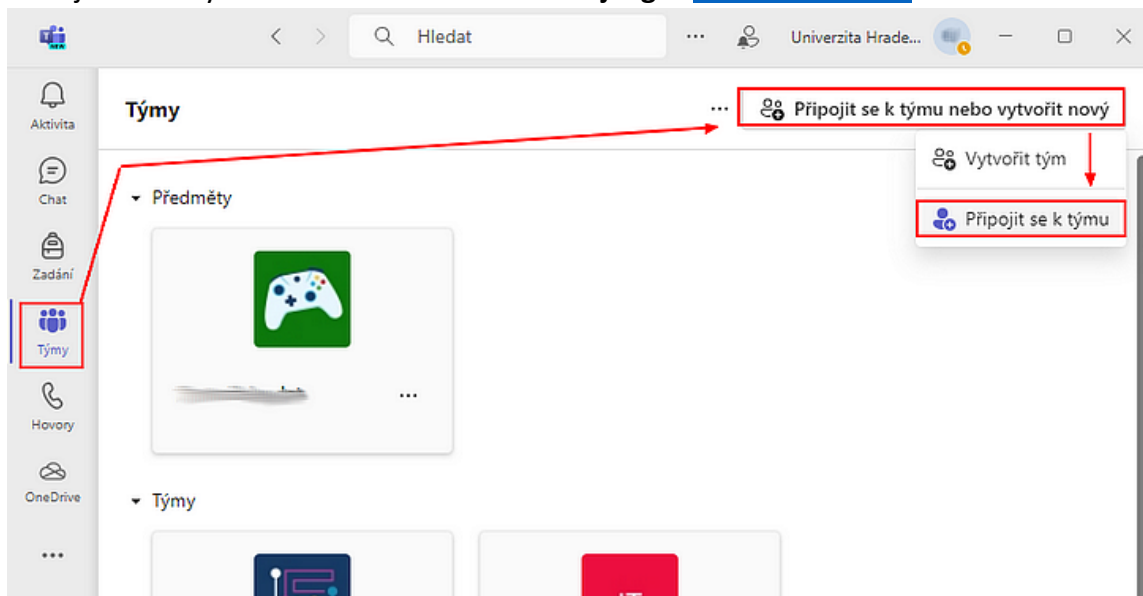 NEW
Hledat
Univerzita Hrade...
Aktivita
Týmy
Připojit se k týmu nebo vytvořit nový
Vytvořit tým
Připojit se k týmu
Chat
Předměty
Zadání
Týmy
Hovory
OneDrive
Týmy